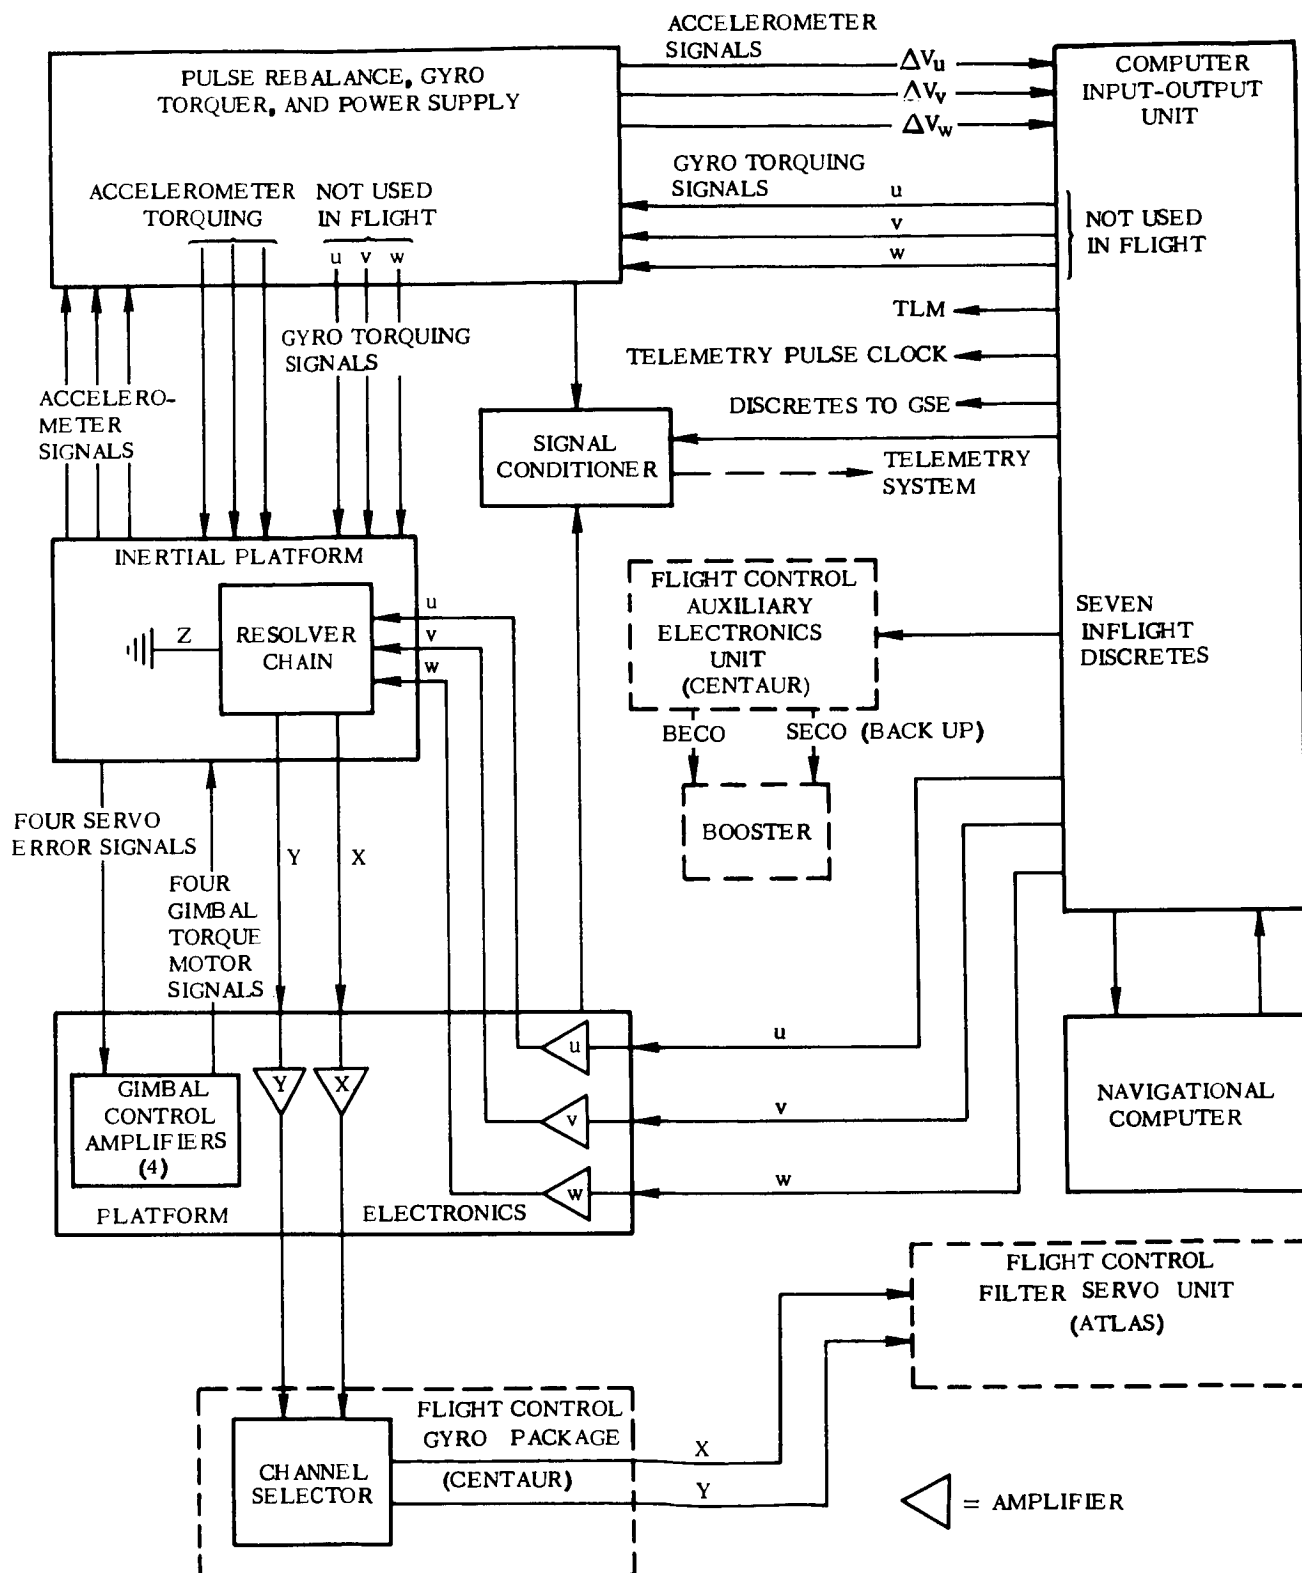 ACCELEROMETER
SIGNALS
PULSE REBALANCE, GYRO
TORQUER, AND POWER SUPPLY
ΔVu
ΔVv
ΔVw
COMPUTER
INPUT-OUTPUT
UNIT
GYRO TORQUING
SIGNALS
u
v
w
NOT USED
IN FLIGHT
ACCELEROMETER
TORQUING
NOT USED
IN FLIGHT
u v w
GYRO TORQUING
SIGNALS
TLM
TELEMETRY PULSE CLOCK
DISCRETES TO GSE
ACCELERO-
METER
SIGNALS
SIGNAL
CONDITIONER
TELEMETRY
SYSTEM
INERTIAL PLATFORM
RESOLVER
CHAIN
Z
u
v
w
FLIGHT CONTROL
AUXILIARY
ELECTRONICS
UNIT
(CENTAUR)
SEVEN
INFLIGHT
DISCRETES
BECO
SECO (BACK UP)
BOOSTER
FOUR SERVO
ERROR SIGNALS
Y
X
FOUR
GIMBAL
TORQUE
MOTOR
SIGNALS
GIMBAL
CONTROL
AMPLIFIERS
(4)
Y
X
u
v
w
u
v
w
PLATFORM ELECTRONICS
NAVIGATIONAL
COMPUTER
FLIGHT CONTROL
FILTER SERVO UNIT
(ATLAS)
FLIGHT CONTROL
GYRO PACKAGE
(CENTAUR)
CHANNEL
SELECTOR
X
Y
= AMPLIFIER